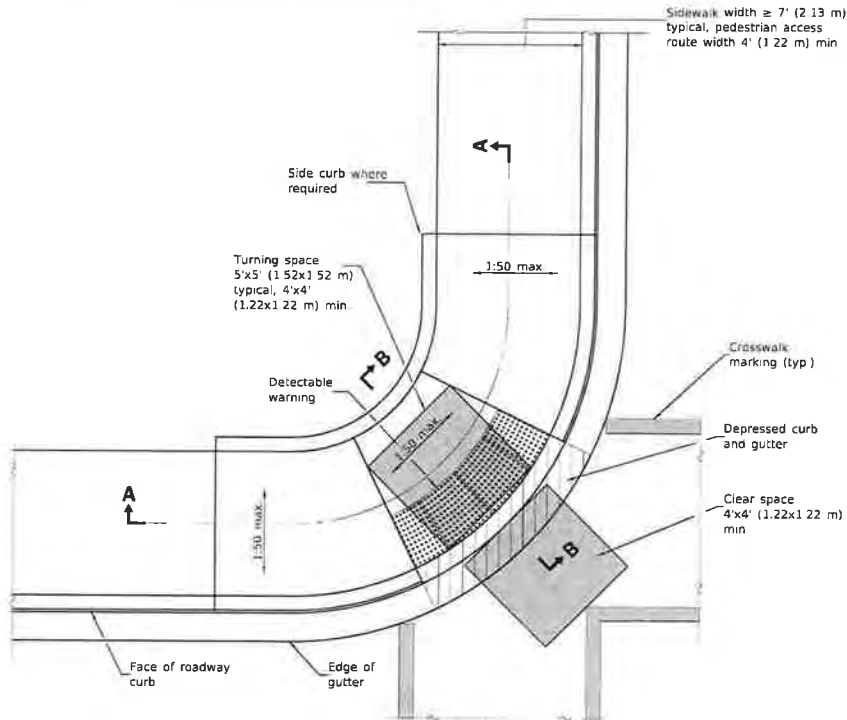 Sidewalk width ≥ 7' (2 13 m)
typical, pedestrian access
route width 4' (1 22 m) min
A
Side curb where
required
Turning space
5'x5' (1 52x1 52 m)
typical, 4'x4'
(1.22x1 22 m) min
1:50 max
B
Crosswalk
marking (typ )
Detectable
warning
1:50 max
Depressed curb
and gutter
A
Clear space
4'x4' (1.22x1 22 m)
min
1:50 max
B
Face of roadway
curb
Edge of
gutter